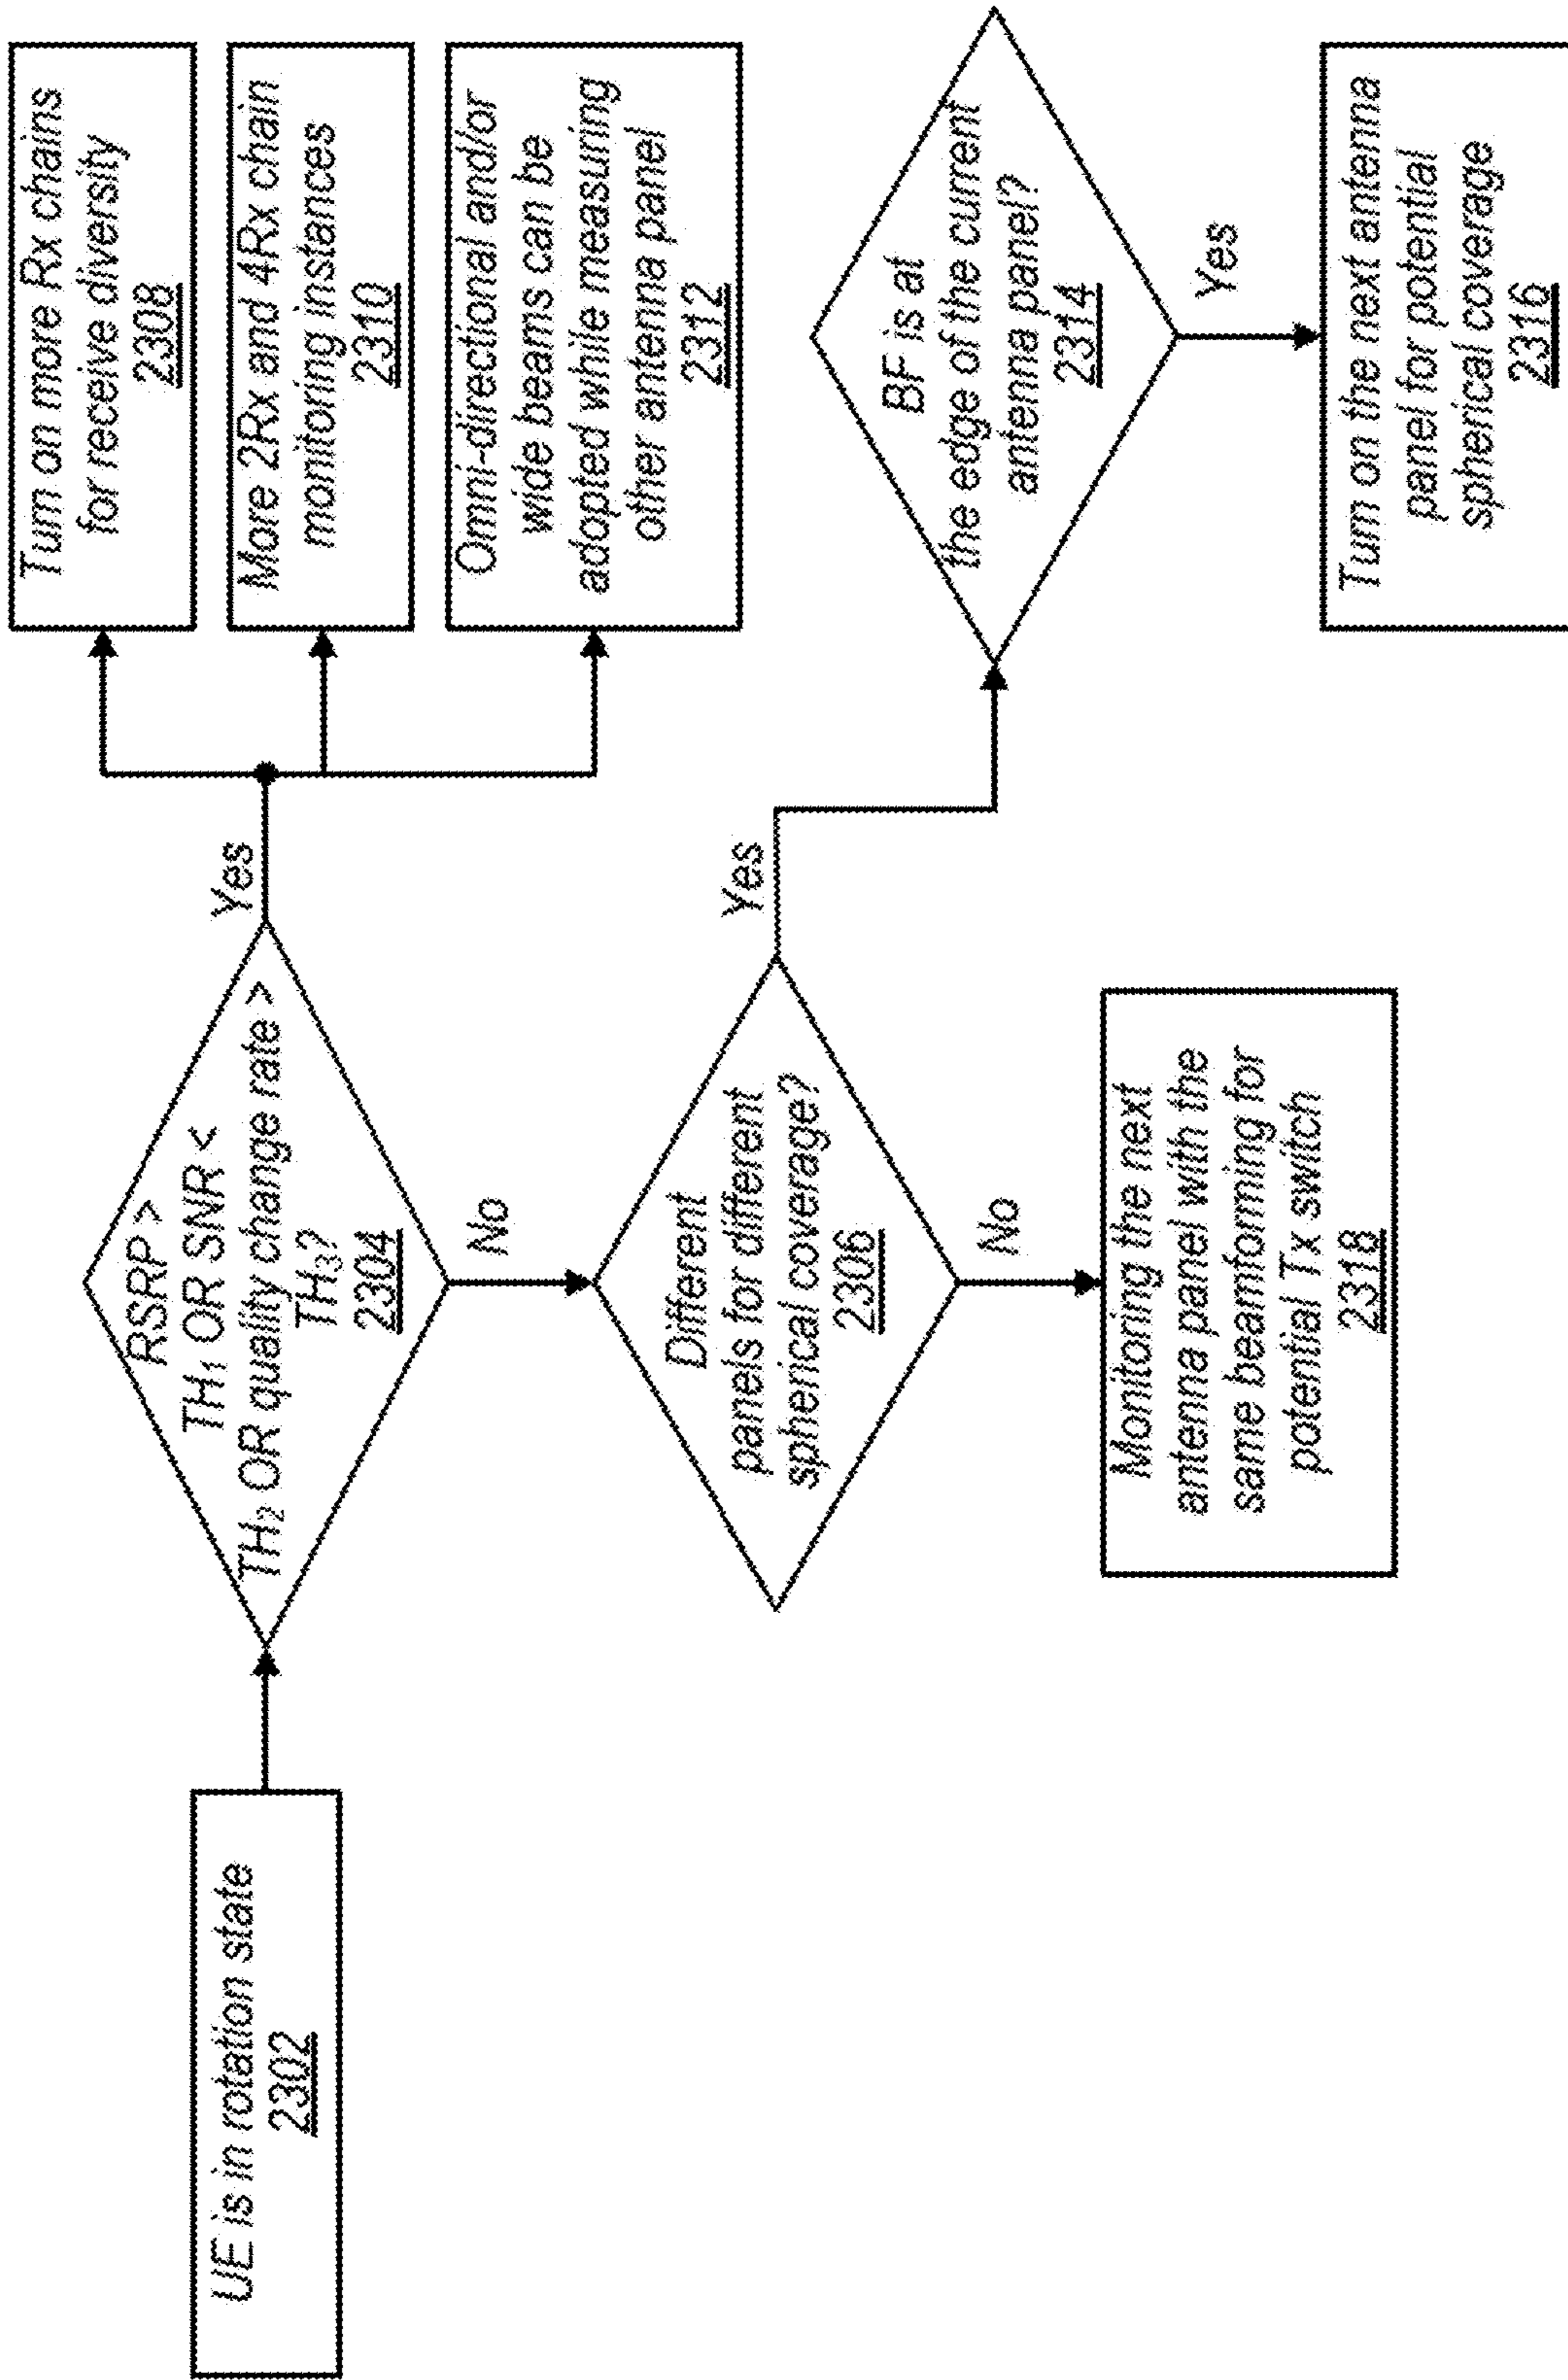 UE is in rotation state
2302
RSRP >
TH1 OR SNR <
TH2 OR quality change rate >
TH3?
2304
Yes
No
Turn on more Rx chains
for receive diversity
2308
More 2Rx and 4Rx chain
monitoring instances
2310
Omni-directional and/or
wide beams can be
adopted while measuring
other antenna panel
2312
Different
panels for different
spherical coverage?
2306
Yes
No
BF is at
the edge of the current
antenna panel?
2314
Yes
Turn on the next antenna
panel for potential
spherical coverage
2316
Monitoring the next
antenna panel with the
same beamforming for
potential Tx switch
2318